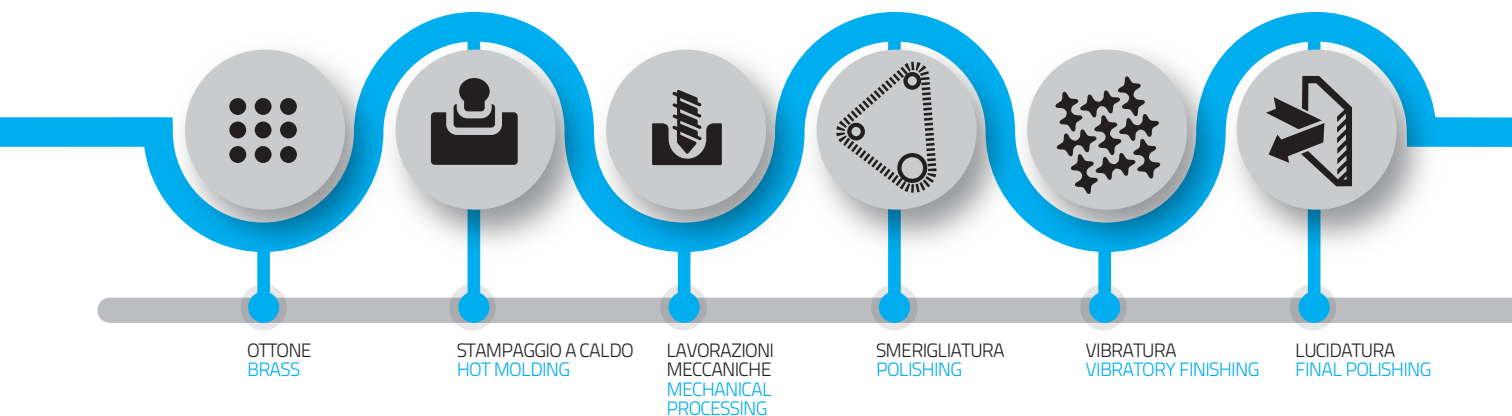 OTTONE
BRASS
STAMPAGGIO A CALDO
HOT MOLDING
LAVORAZIONI
MECCANICHE
MECHANICAL
PROCESSING
SMERIGLIATURA
POLISHING
VIBRATURA
VIBRATORY FINISHING
LUCIDATURA
FINAL POLISHING